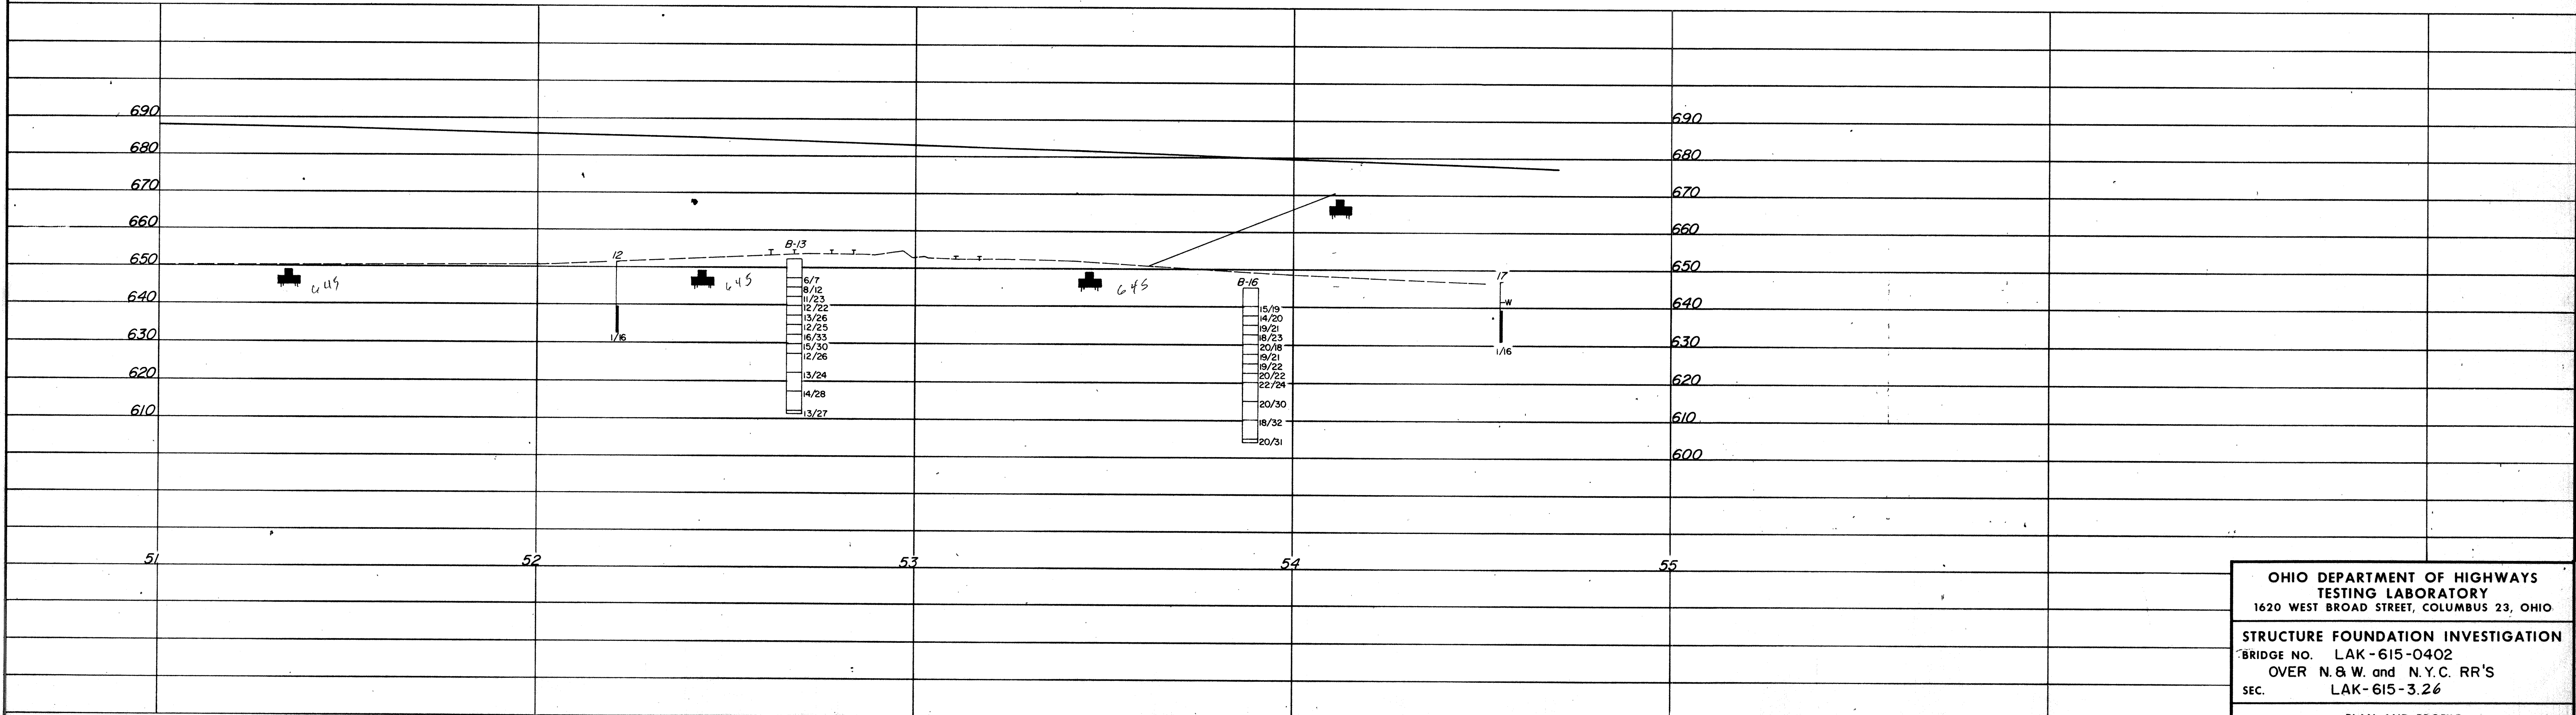 690 690
680 680
670 670
660 660
12 B-13
650 650
17
645 645
B-16
6/7
8/12
640 640
11/23
W
12/22 15/19
13/26 14/20
12/25 19/21
1/16 16/33 18/23
630 630
15/30 20/18
1/16
12/26 19/21
19/22
620 620
13/24 20/22
22/24
14/28 20/30
610 610
13/27 18/32
20/31
600
51 52 53 54 55
OHIO DEPARTMENT OF HIGHWAYS
TESTING LABORATORY
1620 WEST BROAD STREET, COLUMBUS 23, OHIO
STRUCTURE FOUNDATION INVESTIGATION
BRIDGE NO. LAK-615-0402
OVER N.&W. and N.Y.C. RR'S
SEC. LAK-615-3.26